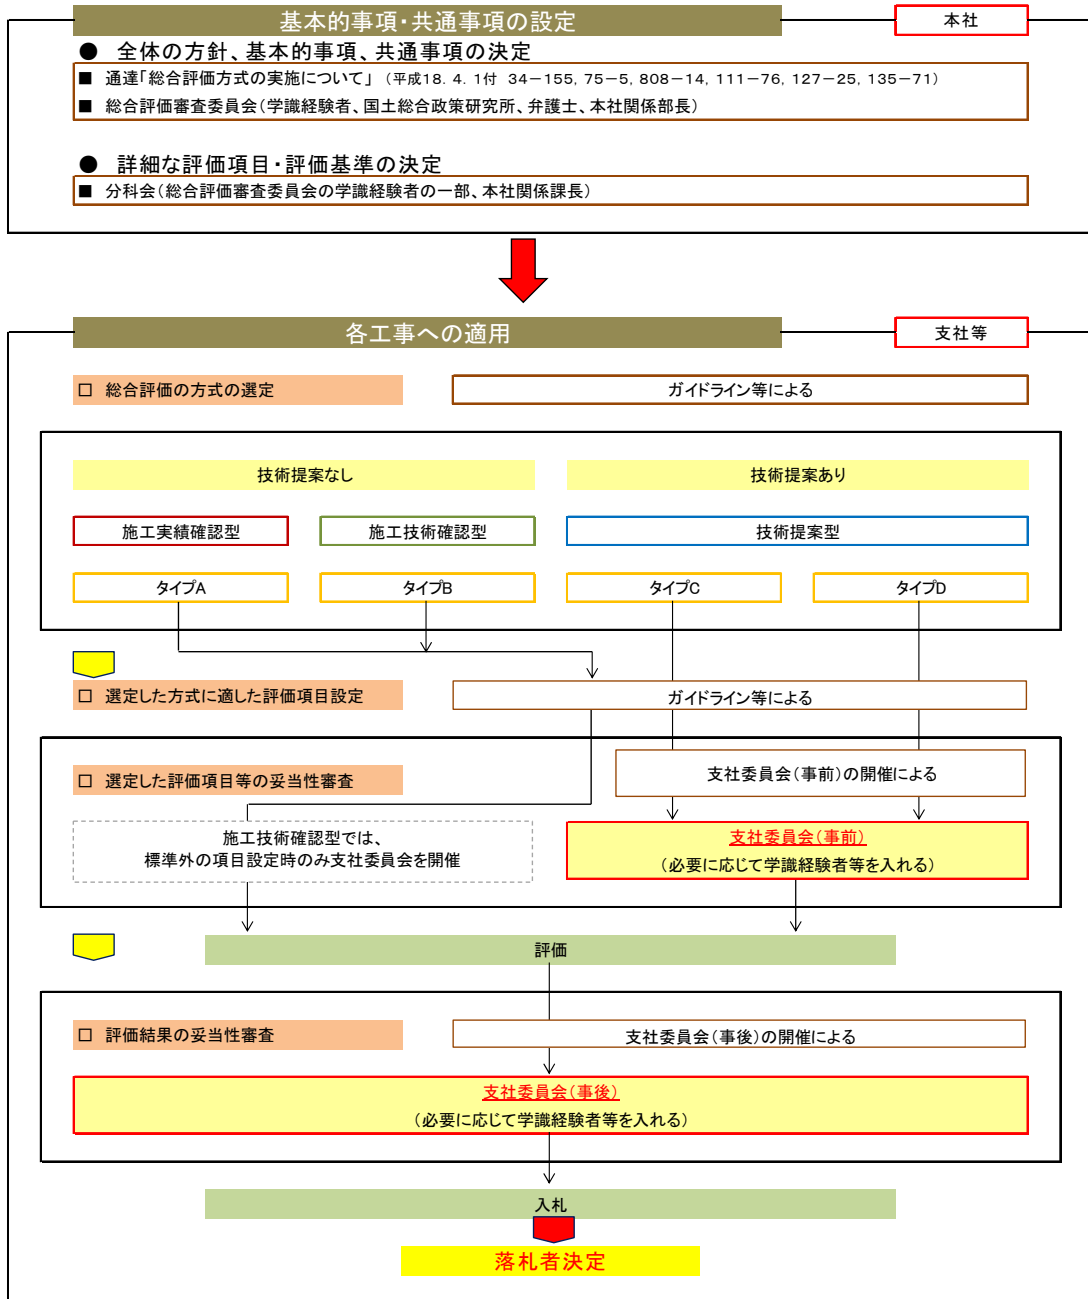 基本的事項・共通事項の設定
本社
● 全体の方針、基本的事項、共通事項の決定
■ 通達「総合評価方式の実施について」 (平成18. 4. 1付 34－155, 75－5, 808－14, 111－76, 127－25, 135－71)
■ 総合評価審査委員会(学識経験者、国土総合政策研究所、弁護士、本社関係部長)
● 詳細な評価項目・評価基準の決定
■ 分科会(総合評価審査委員会の学識経験者の一部、本社関係課長)
各工事への適用
支社等
□ 総合評価の方式の選定
ガイドライン等による
技術提案なし
技術提案あり
施工実績確認型
施工技術確認型
技術提案型
タイプA
タイプB
タイプC
タイプD
□ 選定した方式に適した評価項目設定
ガイドライン等による
□ 選定した評価項目等の妥当性審査
支社委員会(事前)の開催による
施工技術確認型では、
標準外の項目設定時のみ支社委員会を開催
支社委員会(事前)
(必要に応じて学識経験者等を入れる)
評価
□ 評価結果の妥当性審査
支社委員会(事後)の開催による
支社委員会(事後)
(必要に応じて学識経験者等を入れる)
入札
落札者決定